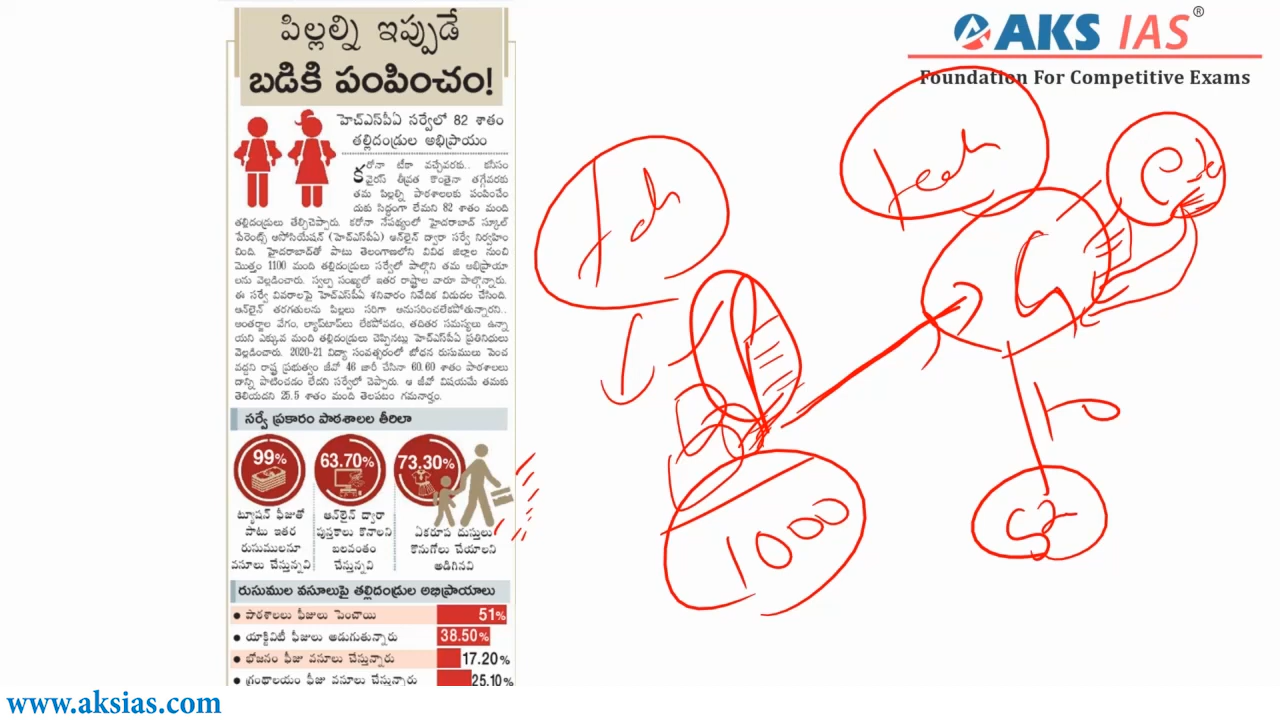 పిల్లల్ని ఇప్పుడే
బడికి పంపించం!
హెచ్‌ఎస్‌పీఏ సర్వేలో 82 శాతం
తల్లిదండ్రుల అభిప్రాయం
కరోనా టీకా వచ్చేవరకు.. కనీసం
వైరస్ తీవ్రత కొంతైనా తగ్గేవరకు
తమ పిల్లల్ని పాఠశాలలకు పంపించేం
దుకు సిద్ధంగా లేమని 82 శాతం మంది
తల్లిదండ్రులు తేల్చిచెప్పారు. కరోనా నేపథ్యంలో హైదరాబాద్ స్కూల్
పేరెంట్స్ అసోసియేషన్ (హెచ్‌ఎస్‌పీఏ) ఆన్‌లైన్ ద్వారా సర్వే నిర్వహిం
చింది. హైదరాబాద్‌తో పాటు తెలంగాణలోని వివిధ జిల్లాల నుంచి
మొత్తం 1100 మంది తల్లిదండ్రులు సర్వేలో పాల్గొని తమ అభిప్రాయా
లను వెల్లడించారు. స్వల్ప సంఖ్యలో ఇతర రాష్ట్రాల వారూ పాల్గొన్నారు.
ఈ సర్వే వివరాలపై హెచ్‌ఎస్‌పీఏ శనివారం నివేదిక విడుదల చేసింది.
ఆన్‌లైన్ తరగతులను పిల్లలు సరిగా అనుసరించలేకపోతున్నారని..
అంతర్జాల వేగం, ల్యాప్‌టాప్‌లు లేకపోవడం, తదితర సమస్యలు ఉన్నా
యని ఎక్కువ మంది తల్లిదండ్రులు చెప్పినట్లు హెచ్‌ఎస్‌పీఏ ప్రతినిధులు
వెల్లడించారు. 2020-21 విద్యా సంవత్సరంలో బోధన రుసుములు పెంచ
వద్దని రాష్ట్ర ప్రభుత్వం జీవో 46 జారీ చేసినా 60.60 శాతం పాఠశాలలు
దాన్ని పాటించడం లేదని సర్వేలో చెప్పారు. ఆ జీవో విషయమే తమకు
తెలియదని 25.5 శాతం మంది తెలపటం గమనార్హం.
సర్వే ప్రకారం పాఠశాలల తీరిలా
99% 63.70% 73.30%
ట్యూషన్ ఫీజుతో
పాటు ఇతర
రుసుములనూ
వసూలు చేస్తున్నవి
ఆన్‌లైన్ ద్వారా
పుస్తకాలు కొనాలని
బలవంతం
చేస్తున్నవి
ఏకరూప దుస్తులు
కొనుగోలు చేయాలని
అడిగినవి
రుసుముల వసూలుపై తల్లిదండ్రుల అభిప్రాయాలు
● పాఠశాలలు ఫీజులు పెంచాయి 51%
● యాక్టివిటీ ఫీజులు అడుగుతున్నారు 38.50%
● భోజనం ఫీజు వసూలు చేస్తున్నారు 17.20%
● గ్రంథాలయం ఫీజు వసూలు చేస్తున్నారు 25.10%
AKS IAS®
Foundation For Competitive Exams
1000
www.aksias.com